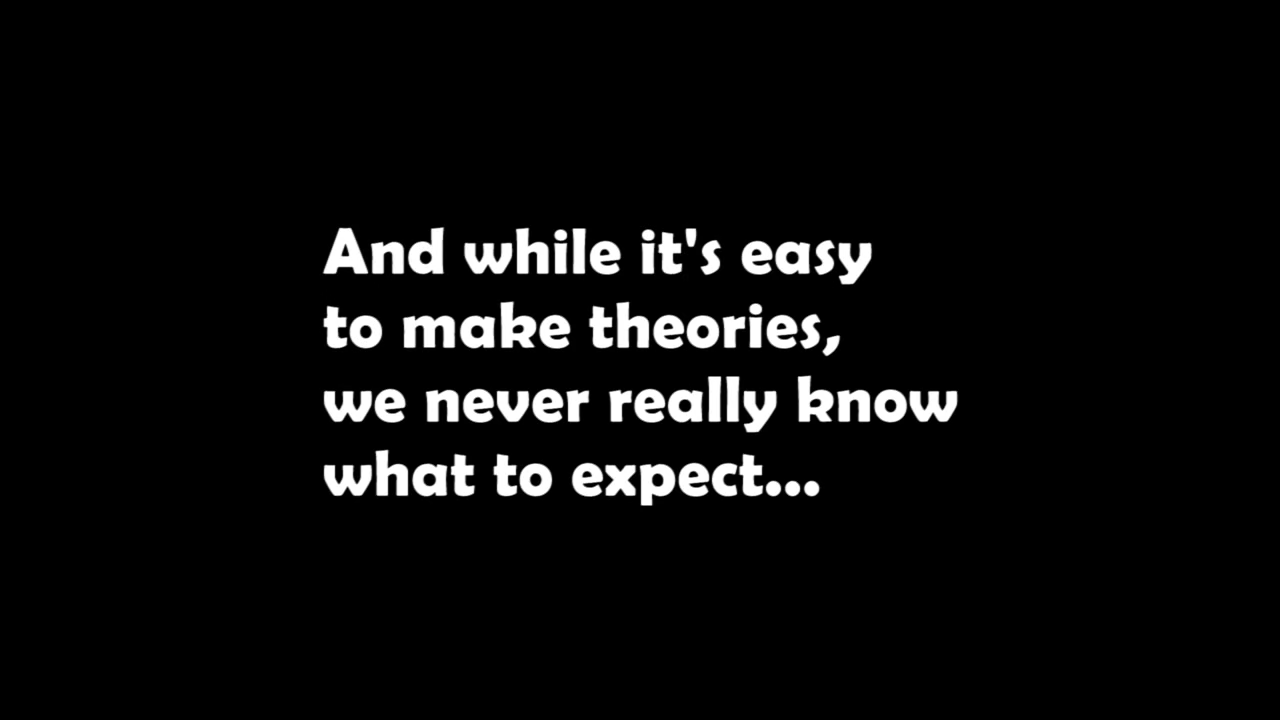 And while it's easy
to make theories,
we never really know
what to expect...